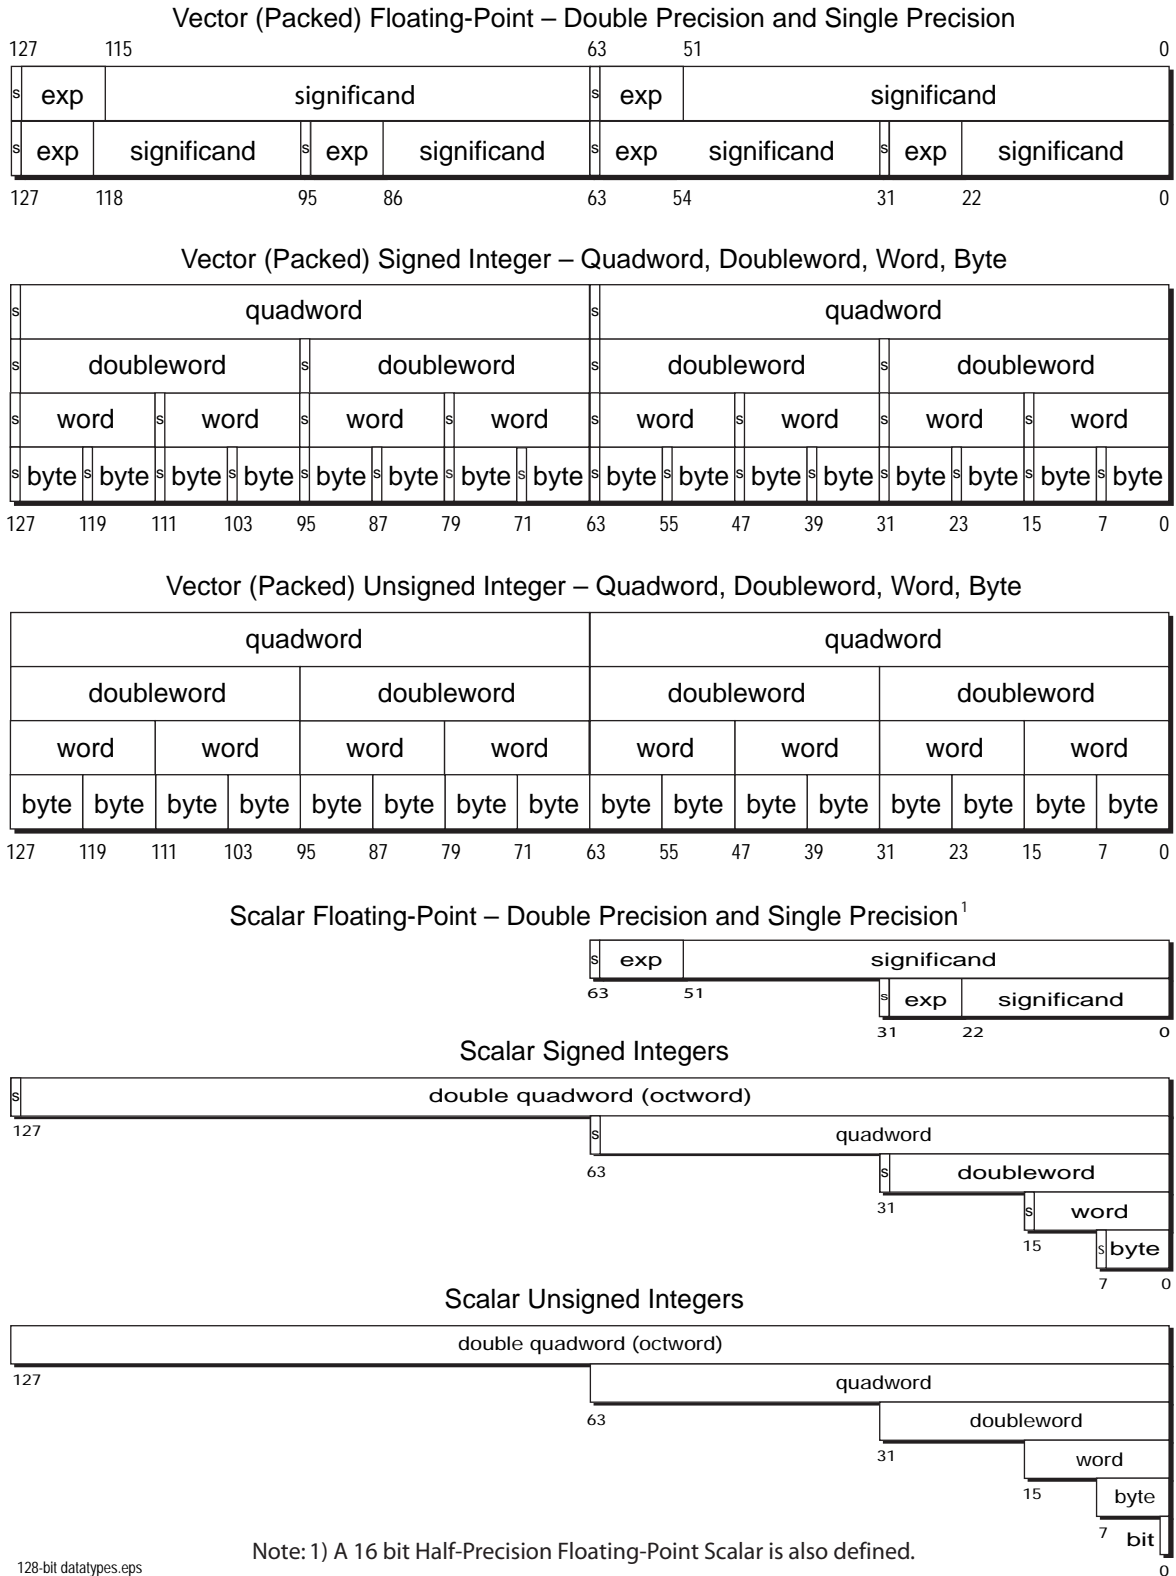 Vector (Packed) Floating-Point – Double Precision and Single Precision
127 115 63 51 0
s exp significand s exp significand
s exp significand s exp significand s exp significand s exp significand
127 118 95 86 63 54 31 22 0
Vector (Packed) Signed Integer – Quadword, Doubleword, Word, Byte
s quadword s quadword
s doubleword s doubleword s doubleword s doubleword
s word s word s word s word s word s word s word s word
s byte s byte s byte s byte s byte s byte s byte s byte s byte s byte s byte s byte s byte s byte s byte s byte
127 119 111 103 95 87 79 71 63 55 47 39 31 23 15 7 0
Vector (Packed) Unsigned Integer – Quadword, Doubleword, Word, Byte
quadword quadword
doubleword doubleword doubleword doubleword
word word word word word word word word
byte byte byte byte byte byte byte byte byte byte byte byte byte byte byte byte
127 119 111 103 95 87 79 71 63 55 47 39 31 23 15 7 0
Scalar Floating-Point – Double Precision and Single Precision1
s exp significand
63 51
s exp significand
31 22 0
Scalar Signed Integers
s double quadword (octword)
127
s quadword
63
s doubleword
31
s word
15
s byte
7 0
Scalar Unsigned Integers
double quadword (octword)
127
quadword
63
doubleword
31
word
15
byte
7
bit
0
Note: 1) A 16 bit Half-Precision Floating-Point Scalar is also defined.
128-bit datatypes.eps